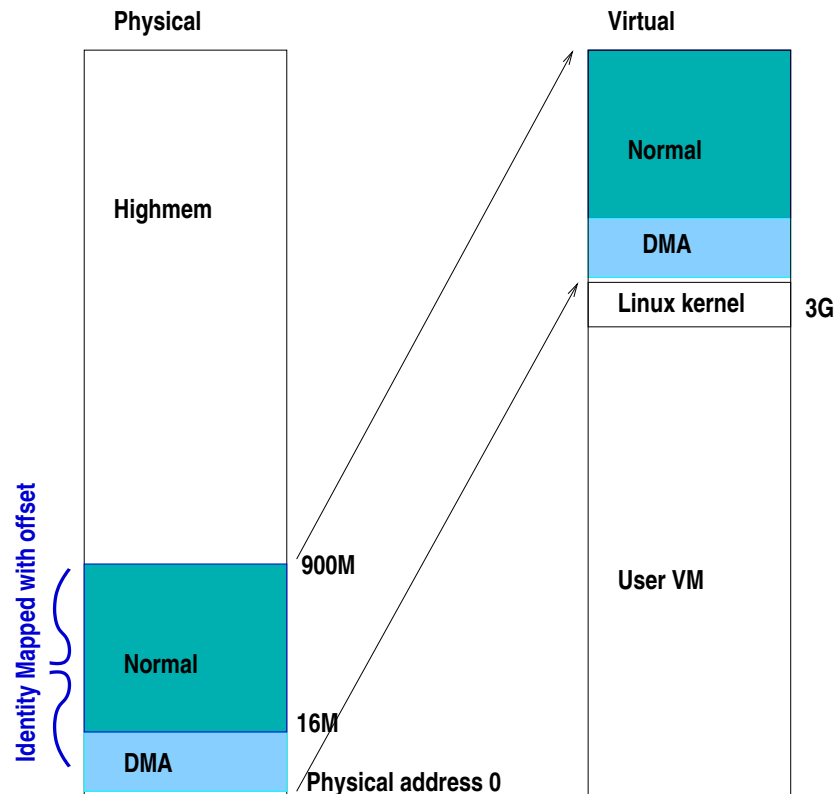 Physical
Virtual
Highmem
Normal
DMA
Linux kernel
3G
Identity Mapped with offset
900M
User VM
Normal
16M
DMA
Physical address 0